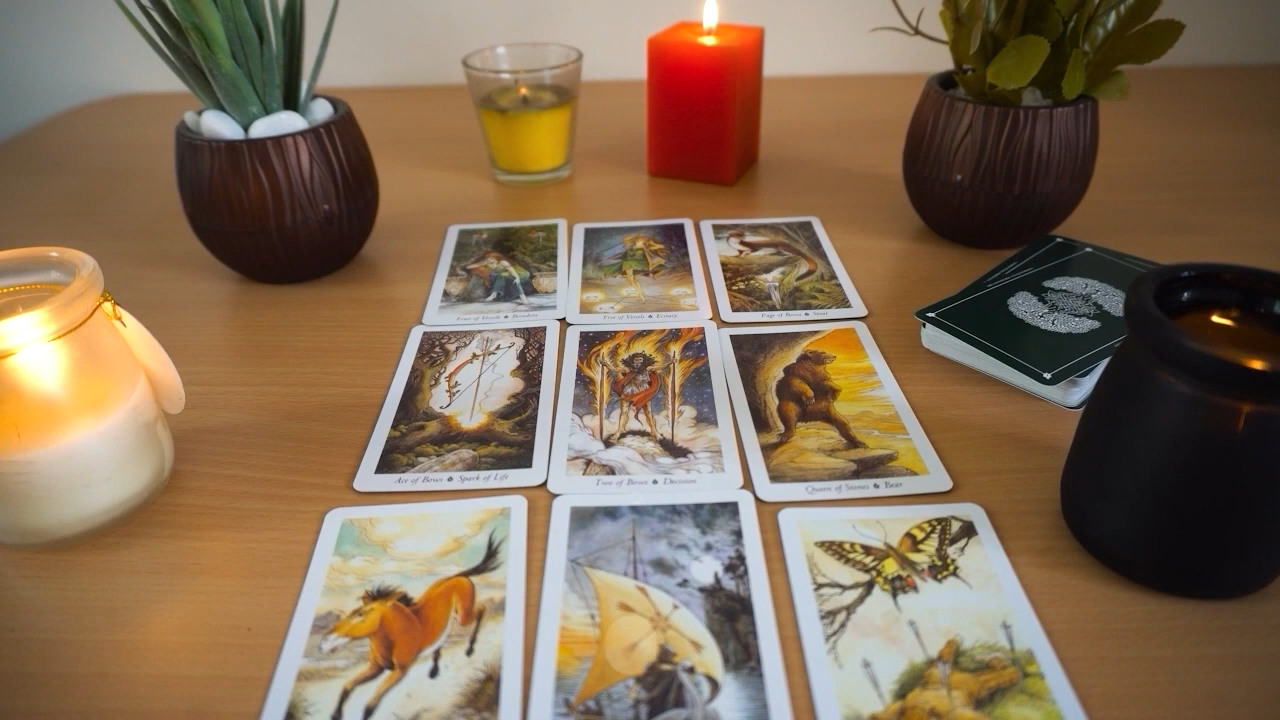 Four of Vessels Boredom
Five of Vessels Ecstasy
Page of Bows Stoat
Ace of Bows Spark of Life
Two of Bows Decision
Queen of Stones Bear